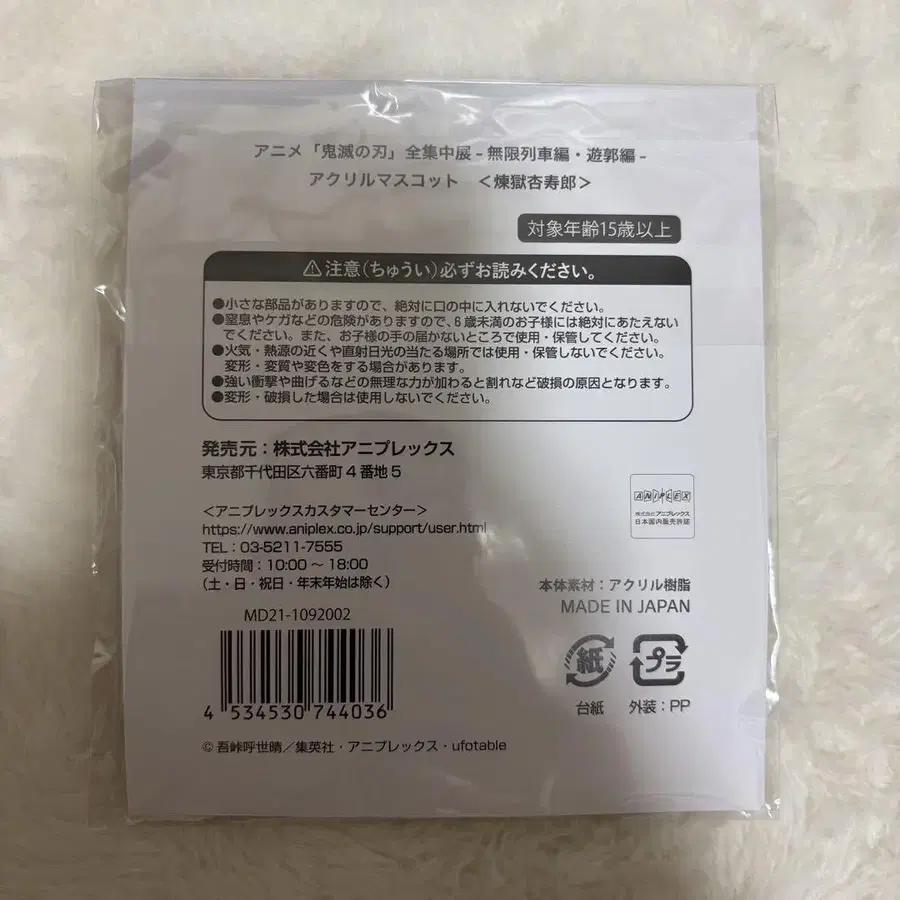 アニメ「鬼滅の刃」全集中展 - 無限列車編・遊郭編 -
アクリルマスコット　＜煉獄杏寿郎＞
対象年齢15歳以上
⚠注意（ちゅうい）必ずお読みください。
●小さな部品がありますので、絶対に口の中に入れないでください。
●窒息やケガなどの危険がありますので、6歳未満のお子様には絶対にあたえない
でください。また、お子様の手の届かないところで使用・保管してください。
●火気・熱源の近くや直射日光の当たる場所では使用・保管しないでください。
変形・変質や変色をする場合があります。
●強い衝撃や曲げるなどの無理な力が加わると割れなど破損の原因となります。
●変形・破損した場合は使用しないでください。
発売元：株式会社アニプレックス
東京都千代田区六番町4番地5
＜アニプレックスカスタマーセンター＞
https://www.aniplex.co.jp/support/user.html
TEL：03-5211-7555
受付時間：10:00～18:00
（土・日・祝日・年末年始は除く）
ANIPLEX
株式会社アニプレックス
日本国内販売許諾
本体素材：アクリル樹脂
MADE IN JAPAN
MD21-1092002
4 534530 744036
紙
プラ
台紙
外装：PP
© 吾峠呼世晴／集英社・アニプレックス・ufotable